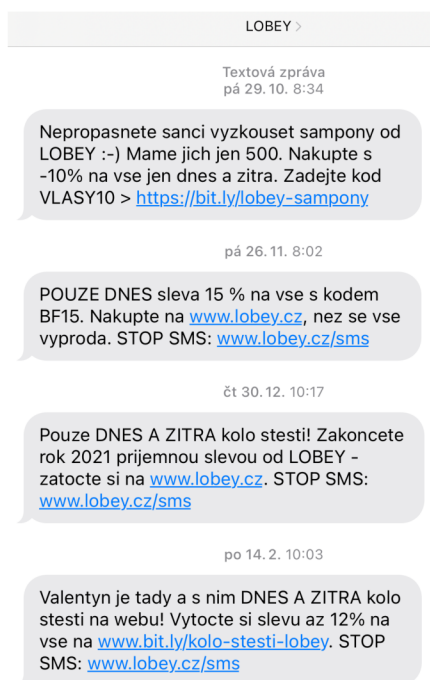 LOBEY >
Textová zpráva
pá 29. 10. 8:34
Nepropasnete sanci vyzkouset sampony od
LOBEY :-) Mame jich jen 500. Nakupte s
-10% na vse jen dnes a zitra. Zadejte kod
VLASY10 > https://bit.ly/lobey-sampony
pá 26. 11. 8:02
POUZE DNES sleva 15 % na vse s kodem
BF15. Nakupte na www.lobey.cz, nez se vse
vyproda. STOP SMS: www.lobey.cz/sms
čt 30. 12. 10:17
Pouze DNES A ZITRA kolo stesti! Zakoncete
rok 2021 prijemnou slevou od LOBEY -
zatocte si na www.lobey.cz. STOP SMS:
www.lobey.cz/sms
po 14. 2. 10:03
Valentyn je tady a s nim DNES A ZITRA kolo
stesti na webu! Vytocte si slevu az 12% na
vse na www.bit.ly/kolo-stesti-lobey. STOP
SMS: www.lobey.cz/sms